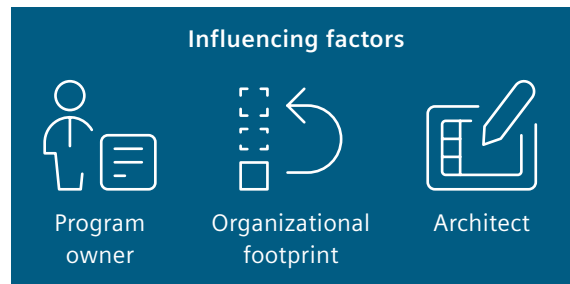 Influencing factors
Program
owner
Organizational
footprint
Architect